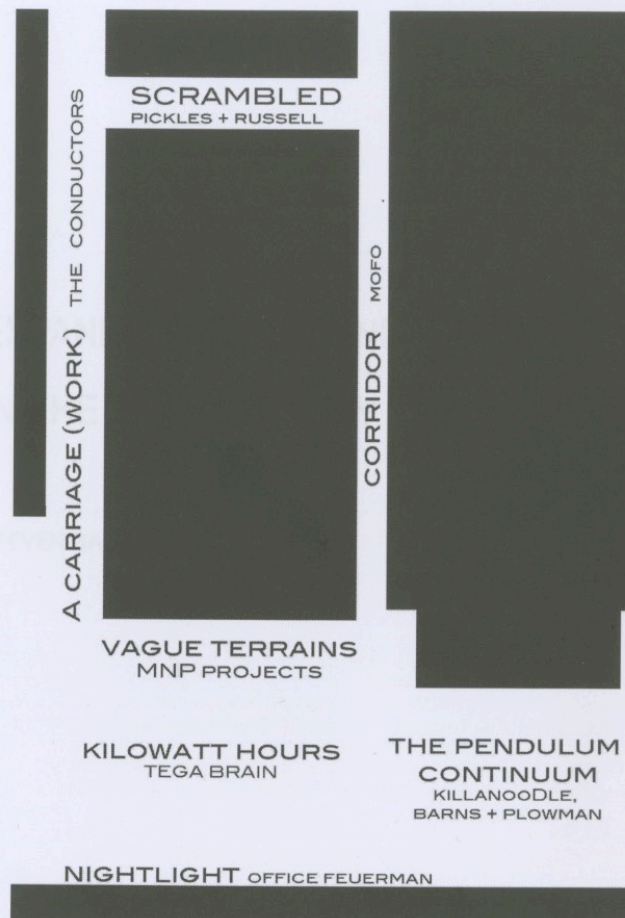 SCRAMBLED
PICKLES + RUSSELL
A CARRIAGE (WORK) THE CONDUCTORS
CORRIDOR MOFO
VAGUE TERRAINS
MNP PROJECTS
KILOWATT HOURS
TEGA BRAIN
THE PENDULUM
CONTINUUM
KILLANOODLE,
BARNS + PLOWMAN
NIGHTLIGHT OFFICE FEUERMAN